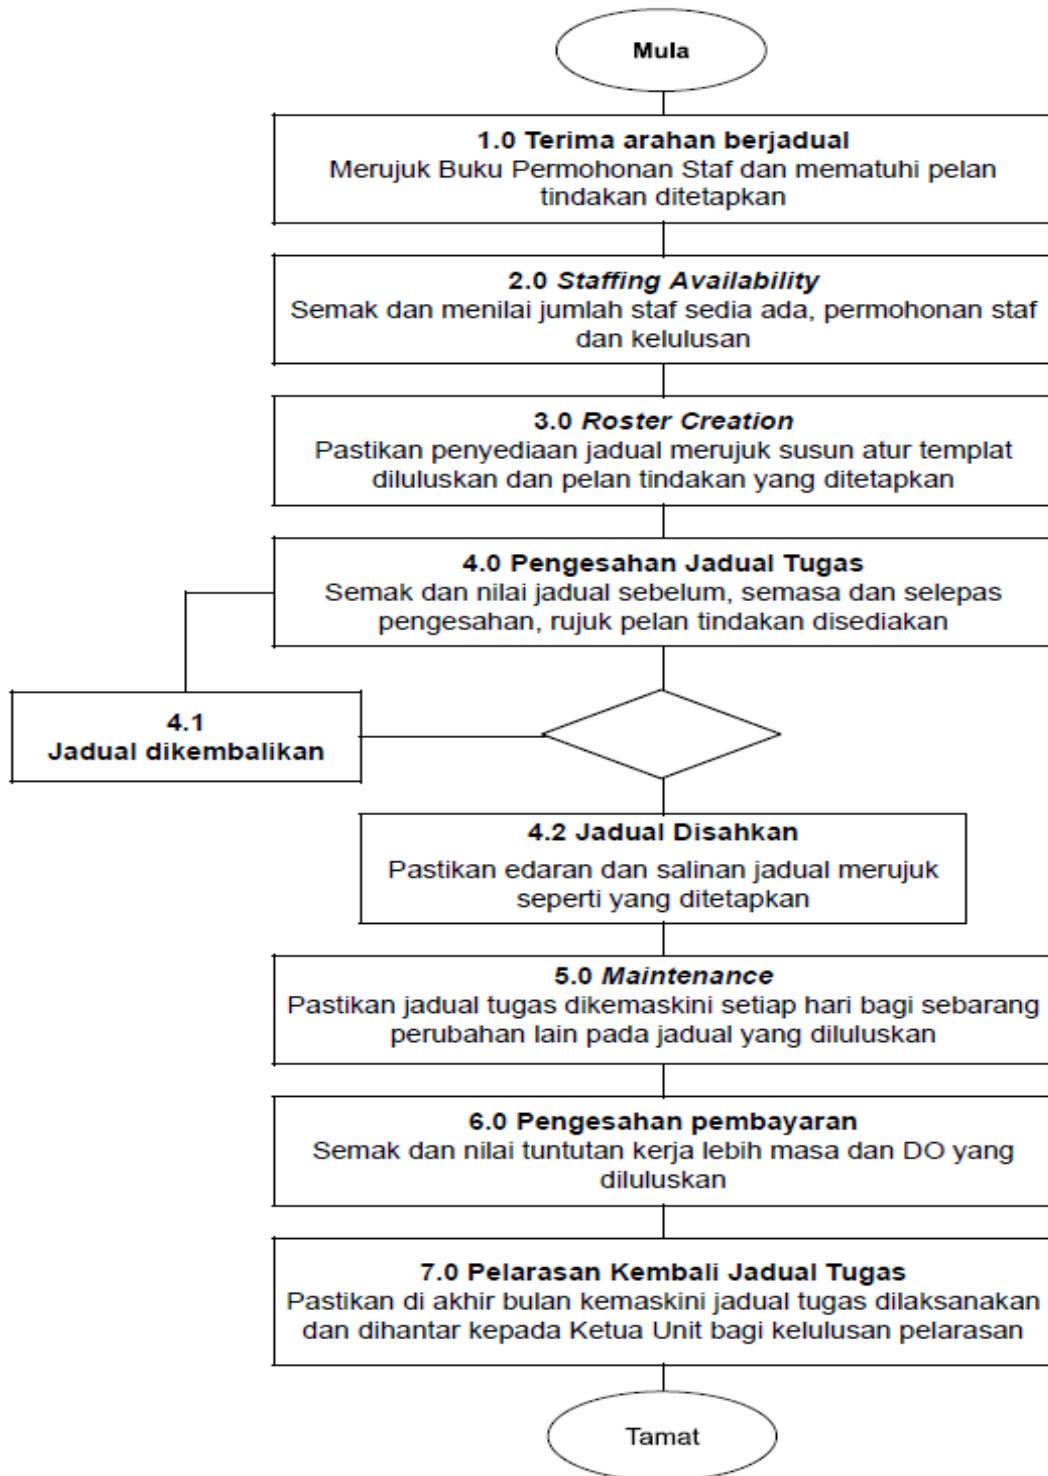 Mula
1.0 Terima arahan berjadual
Merujuk Buku Permohonan Staf dan mematuhi pelan
tindakan ditetapkan
2.0 Staffing Availability
Semak dan menilai jumlah staf sedia ada, permohonan staf
dan kelulusan
3.0 Roster Creation
Pastikan penyediaan jadual merujuk susun atur templat
diluluskan dan pelan tindakan yang ditetapkan
4.0 Pengesahan Jadual Tugas
Semak dan nilai jadual sebelum, semasa dan selepas
pengesahan, rujuk pelan tindakan disediakan
4.1
Jadual dikembalikan
4.2 Jadual Disahkan
Pastikan edaran dan salinan jadual merujuk
seperti yang ditetapkan
5.0 Maintenance
Pastikan jadual tugas dikemaskini setiap hari bagi sebarang
perubahan lain pada jadual yang diluluskan
6.0 Pengesahan pembayaran
Semak dan nilai tuntutan kerja lebih masa dan DO yang
diluluskan
7.0 Pelarasan Kembali Jadual Tugas
Pastikan di akhir bulan kemaskini jadual tugas dilaksanakan
dan dihantar kepada Ketua Unit bagi kelulusan pelarasan
Tamat